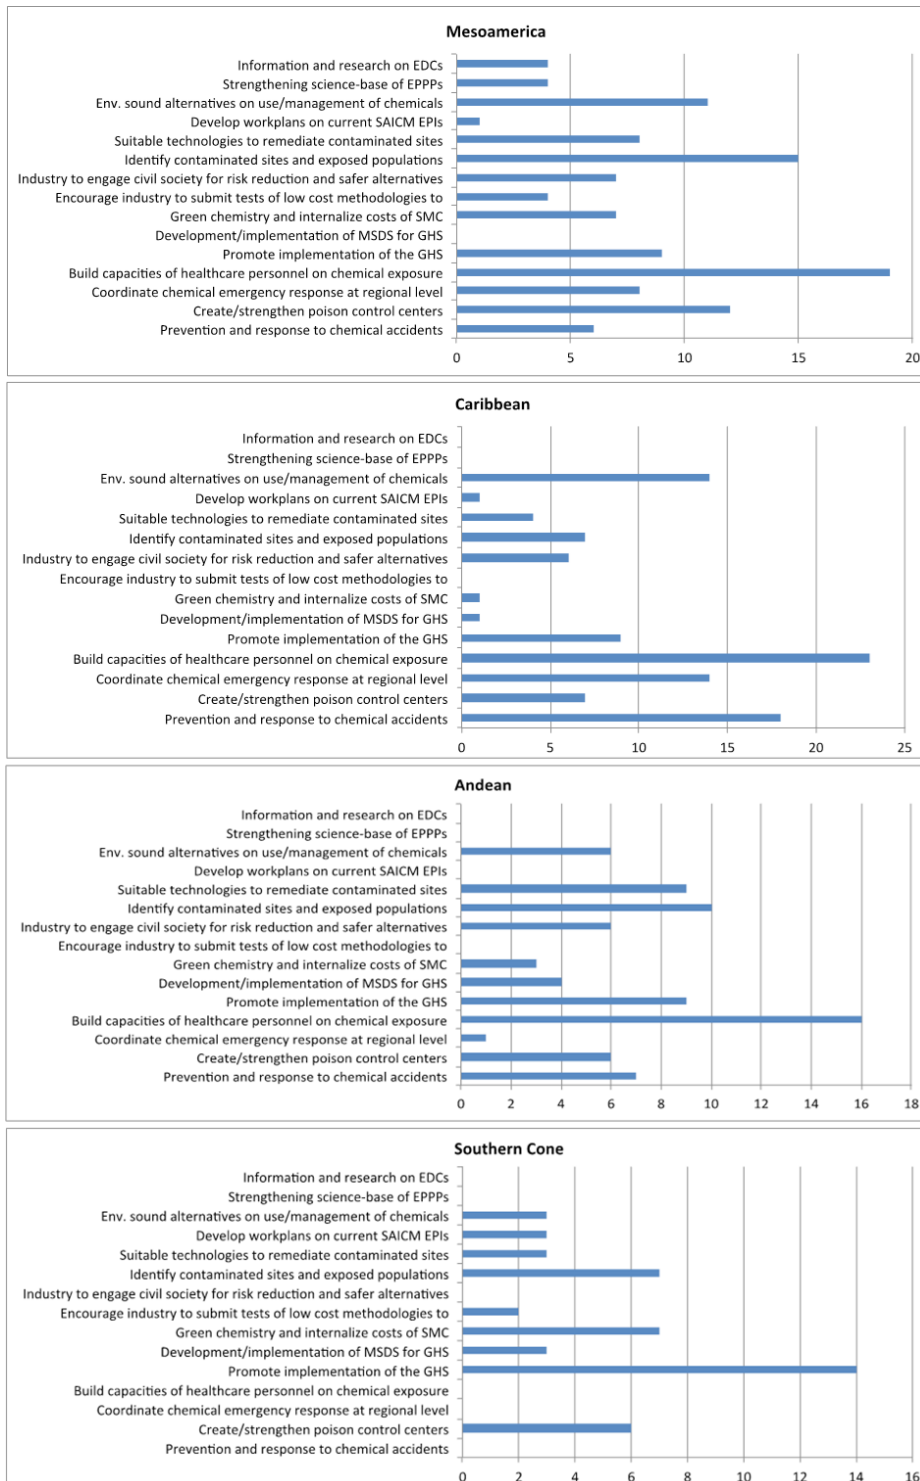 Mesoamerica
Information and research on EDCs
Strengthening science-base of EPPPs
Env. sound alternatives on use/management of chemicals
Develop workplans on current SAICM EPIs
Suitable technologies to remediate contaminated sites
Identify contaminated sites and exposed populations
Industry to engage civil society for risk reduction and safer alternatives
Encourage industry to submit tests of low cost methodologies to
Green chemistry and internalize costs of SMC
Development/implementation of MSDS for GHS
Promote implementation of the GHS
Build capacities of healthcare personnel on chemical exposure
Coordinate chemical emergency response at regional level
Create/strengthen poison control centers
Prevention and response to chemical accidents
0 5 10 15 20
Caribbean
Information and research on EDCs
Strengthening science-base of EPPPs
Env. sound alternatives on use/management of chemicals
Develop workplans on current SAICM EPIs
Suitable technologies to remediate contaminated sites
Identify contaminated sites and exposed populations
Industry to engage civil society for risk reduction and safer alternatives
Encourage industry to submit tests of low cost methodologies to
Green chemistry and internalize costs of SMC
Development/implementation of MSDS for GHS
Promote implementation of the GHS
Build capacities of healthcare personnel on chemical exposure
Coordinate chemical emergency response at regional level
Create/strengthen poison control centers
Prevention and response to chemical accidents
0 5 10 15 20 25
Andean
Information and research on EDCs
Strengthening science-base of EPPPs
Env. sound alternatives on use/management of chemicals
Develop workplans on current SAICM EPIs
Suitable technologies to remediate contaminated sites
Identify contaminated sites and exposed populations
Industry to engage civil society for risk reduction and safer alternatives
Encourage industry to submit tests of low cost methodologies to
Green chemistry and internalize costs of SMC
Development/implementation of MSDS for GHS
Promote implementation of the GHS
Build capacities of healthcare personnel on chemical exposure
Coordinate chemical emergency response at regional level
Create/strengthen poison control centers
Prevention and response to chemical accidents
0 2 4 6 8 10 12 14 16 18
Southern Cone
Information and research on EDCs
Strengthening science-base of EPPPs
Env. sound alternatives on use/management of chemicals
Develop workplans on current SAICM EPIs
Suitable technologies to remediate contaminated sites
Identify contaminated sites and exposed populations
Industry to engage civil society for risk reduction and safer alternatives
Encourage industry to submit tests of low cost methodologies to
Green chemistry and internalize costs of SMC
Development/implementation of MSDS for GHS
Promote implementation of the GHS
Build capacities of healthcare personnel on chemical exposure
Coordinate chemical emergency response at regional level
Create/strengthen poison control centers
Prevention and response to chemical accidents
0 2 4 6 8 10 12 14 16